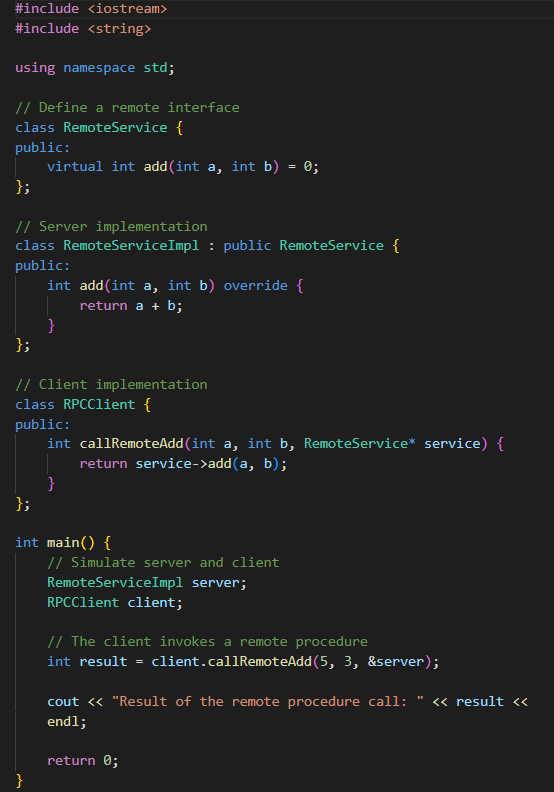 #include <iostream>
#include <string>

using namespace std;

// Define a remote interface
class RemoteService {
public:
    virtual int add(int a, int b) = 0;
};

// Server implementation
class RemoteServiceImpl : public RemoteService {
public:
    int add(int a, int b) override {
        return a + b;
    }
};

// Client implementation
class RPCClient {
public:
    int callRemoteAdd(int a, int b, RemoteService* service) {
        return service->add(a, b);
    }
};

int main() {
    // Simulate server and client
    RemoteServiceImpl server;
    RPCClient client;

    // The client invokes a remote procedure
    int result = client.callRemoteAdd(5, 3, &server);

    cout << "Result of the remote procedure call: " << result <<
    endl;

    return 0;
}